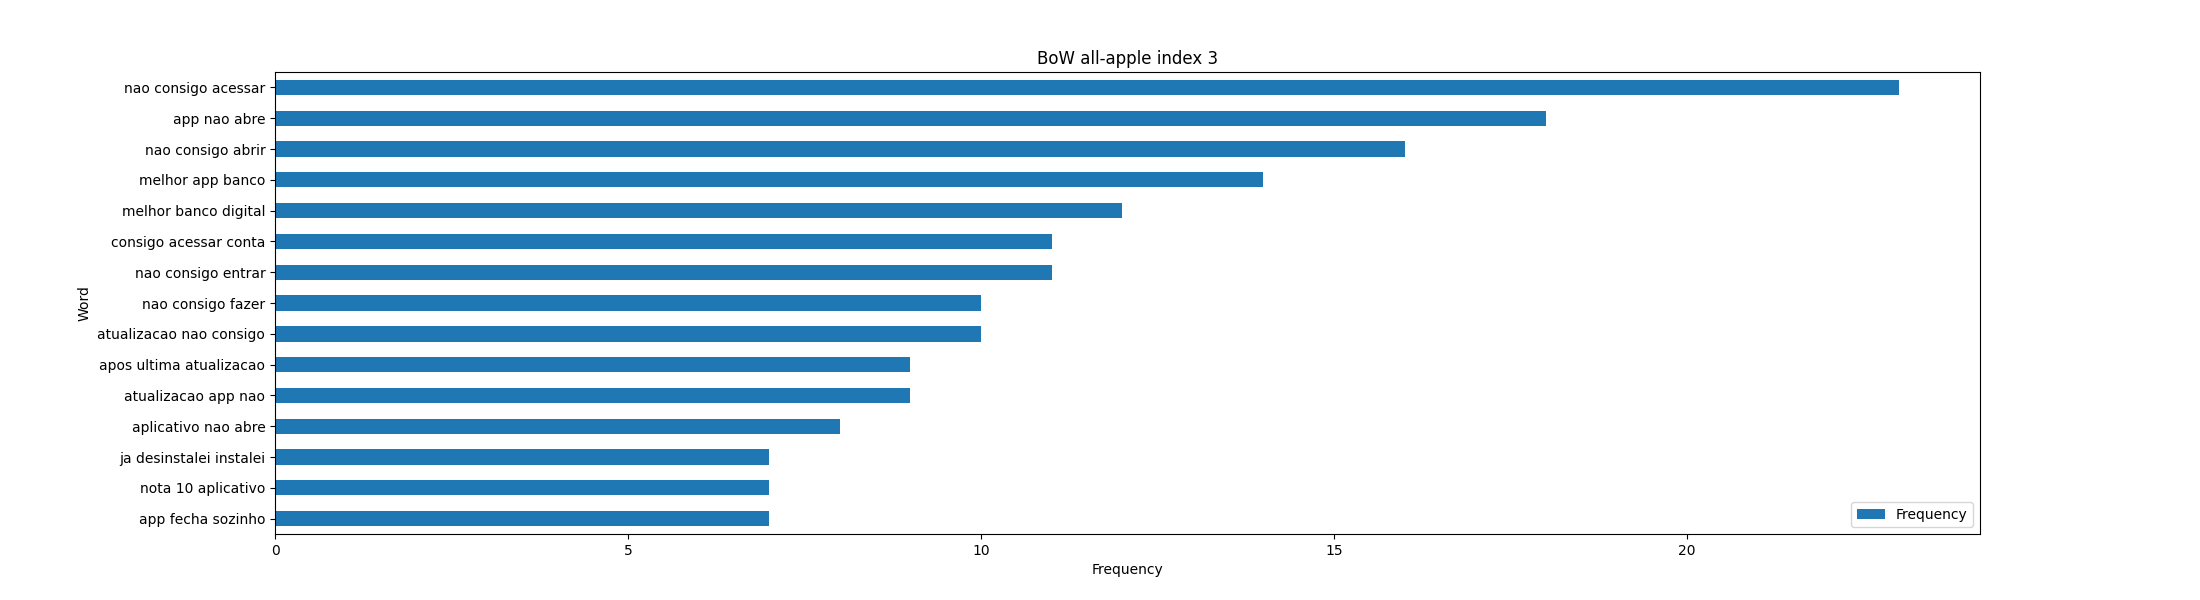 BoW all-apple index 3
Word
nao consigo acessar
app nao abre
nao consigo abrir
melhor app banco
melhor banco digital
consigo acessar conta
nao consigo entrar
nao consigo fazer
atualizacao nao consigo
apos ultima atualizacao
atualizacao app nao
aplicativo nao abre
ja desinstalei instalei
nota 10 aplicativo
app fecha sozinho
Frequency
0 5 10 15 20
Frequency